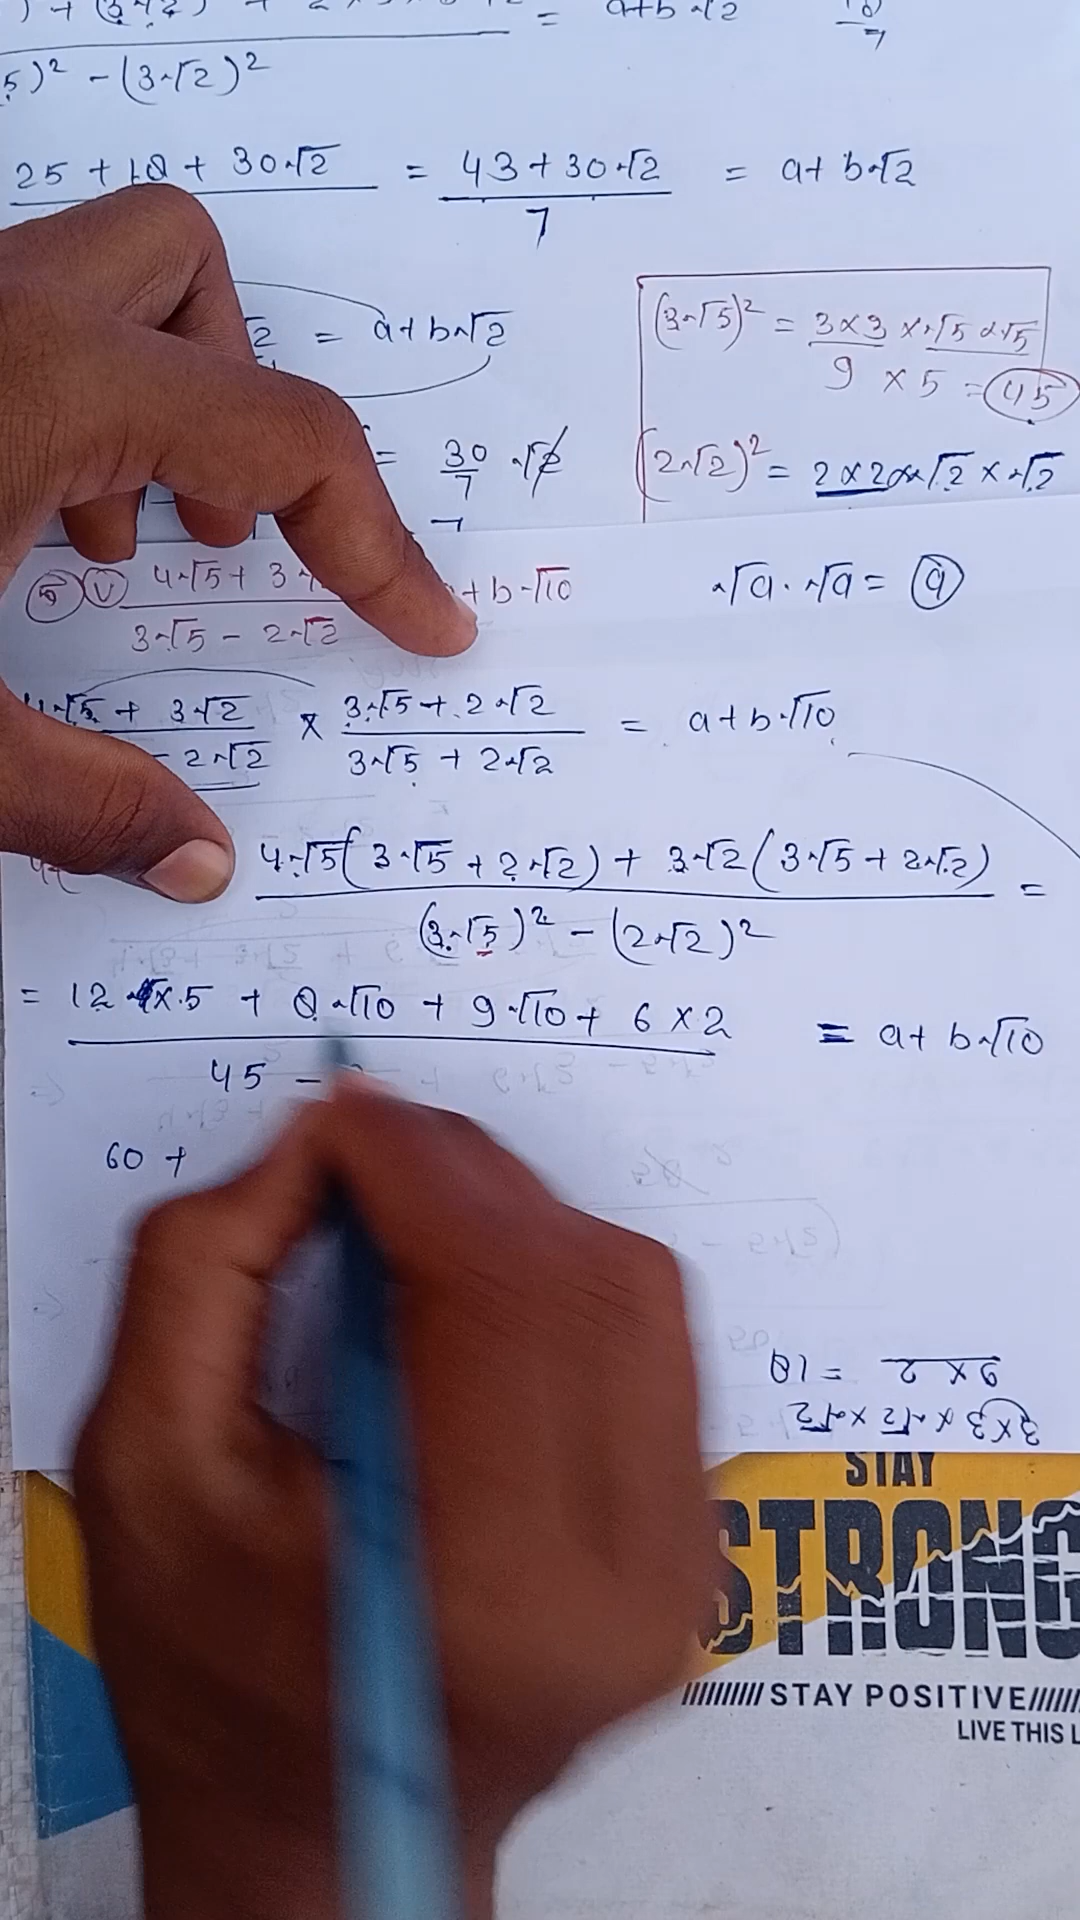 5)² - (3√2)² = a+b√2
25 + 18 + 30√2 = 43+30√2 = a+ b√2
7
√2 = a+b√2
(3√5)² = 3×3 × √5 × √5
9 × 5 = 45
= 30/7 √2
(2√2)² = 2×2×√2×√2
V 4√5+ 3 +b√10
3√5 - 2√2
√a . √a = a
4√5 + 3√2 × 3√5 + 2√2 = a+b√10
- 2√2 3√5 + 2√2
4√5(3√5 + 2√2) + 3√2(3√5+2√2) =
(3√5)² - (2√2)²
= 12 × 5 + 8√10 + 9√10 + 6×2 = a+ b√10
45 -
60 +
9×2 = 18
3×3×√2×√2
STAY
STRONG
STAY POSITIVE
LIVE THIS L